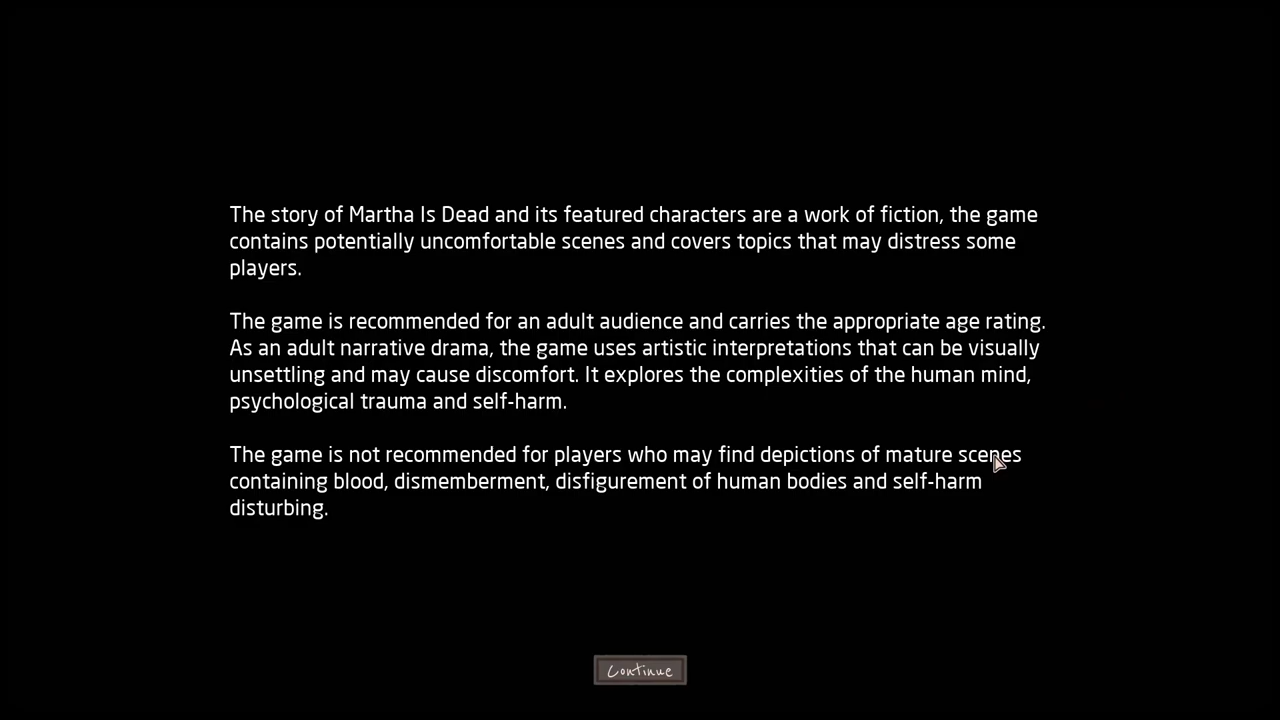 The story of Martha Is Dead and its featured characters are a work of fiction, the game
contains potentially uncomfortable scenes and covers topics that may distress some
players.
The game is recommended for an adult audience and carries the appropriate age rating.
As an adult narrative drama, the game uses artistic interpretations that can be visually
unsettling and may cause discomfort. It explores the complexities of the human mind,
psychological trauma and self-harm.
The game is not recommended for players who may find depictions of mature scenes
containing blood, dismemberment, disfigurement of human bodies and self-harm
disturbing.
Continue